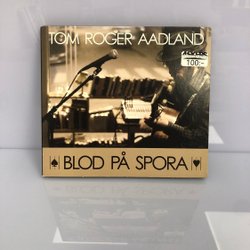 TOM ROGER AADLAND
100:-
BLOD PÅ SPORA